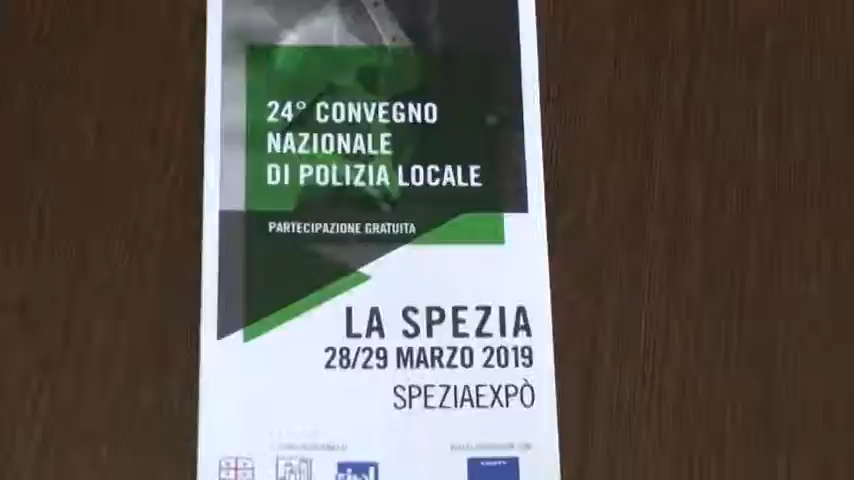 24° CONVEGNO
NAZIONALE
DI POLIZIA LOCALE
PARTECIPAZIONE GRATUITA
LA SPEZIA
28/29 MARZO 2019
SPEZIAEXPÒ